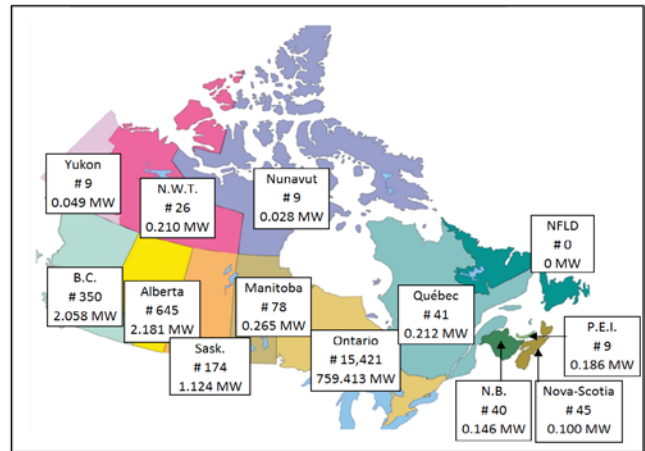 Yukon
# 9
0.049 MW
N.W.T.
# 26
0.210 MW
Nunavut
# 9
0.028 MW
NFLD
# 0
0 MW
B.C.
# 350
2.058 MW
Alberta
# 645
2.181 MW
Sask.
# 174
1.124 MW
Manitoba
# 78
0.265 MW
Ontario
# 15,421
759.413 MW
Québec
# 41
0.212 MW
P.E.I.
# 9
0.186 MW
N.B.
# 40
0.146 MW
Nova-Scotia
# 45
0.100 MW